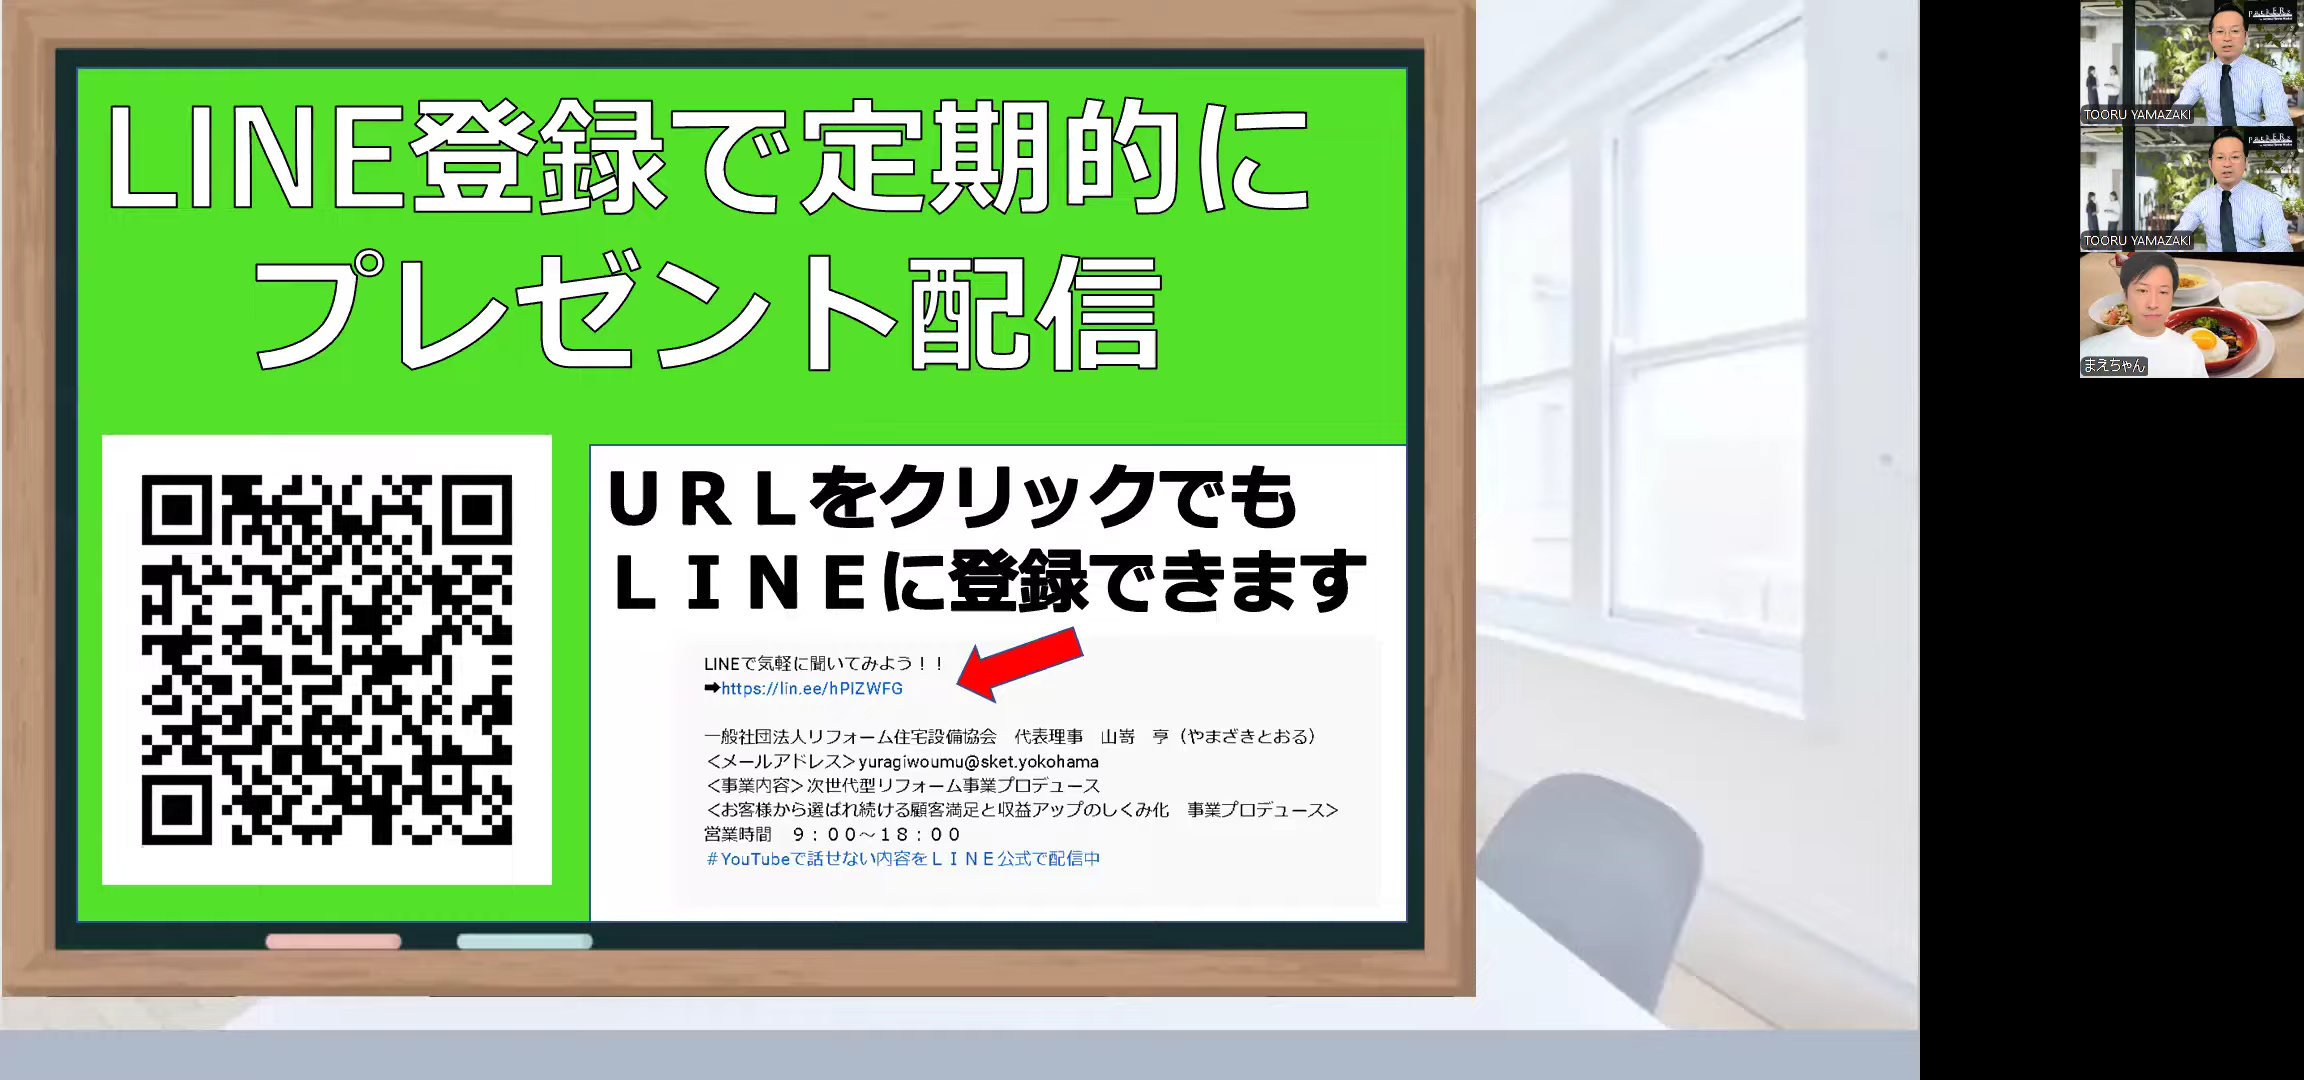 LINE登録で定期的に
プレゼント配信
ＵＲＬをクリックでも
ＬＩＮＥに登録できます
LINEで気軽に聞いてみよう！！
➡https://lin.ee/hPIZWFG
一般社団法人リフォーム住宅設備協会　代表理事　山嵜　亨（やまざきとおる）
＜メールアドレス＞yuragiwoumu@sket.yokohama
＜事業内容＞次世代型リフォーム事業プロデュース
＜お客様から選ばれ続ける顧客満足と収益アップのしくみ化　事業プロデュース＞
営業時間　９：００～１８：００
＃YouTubeで話せない内容をＬＩＮＥ公式で配信中
TOORU YAMAZAKI
TOORU YAMAZAKI
まえちゃん